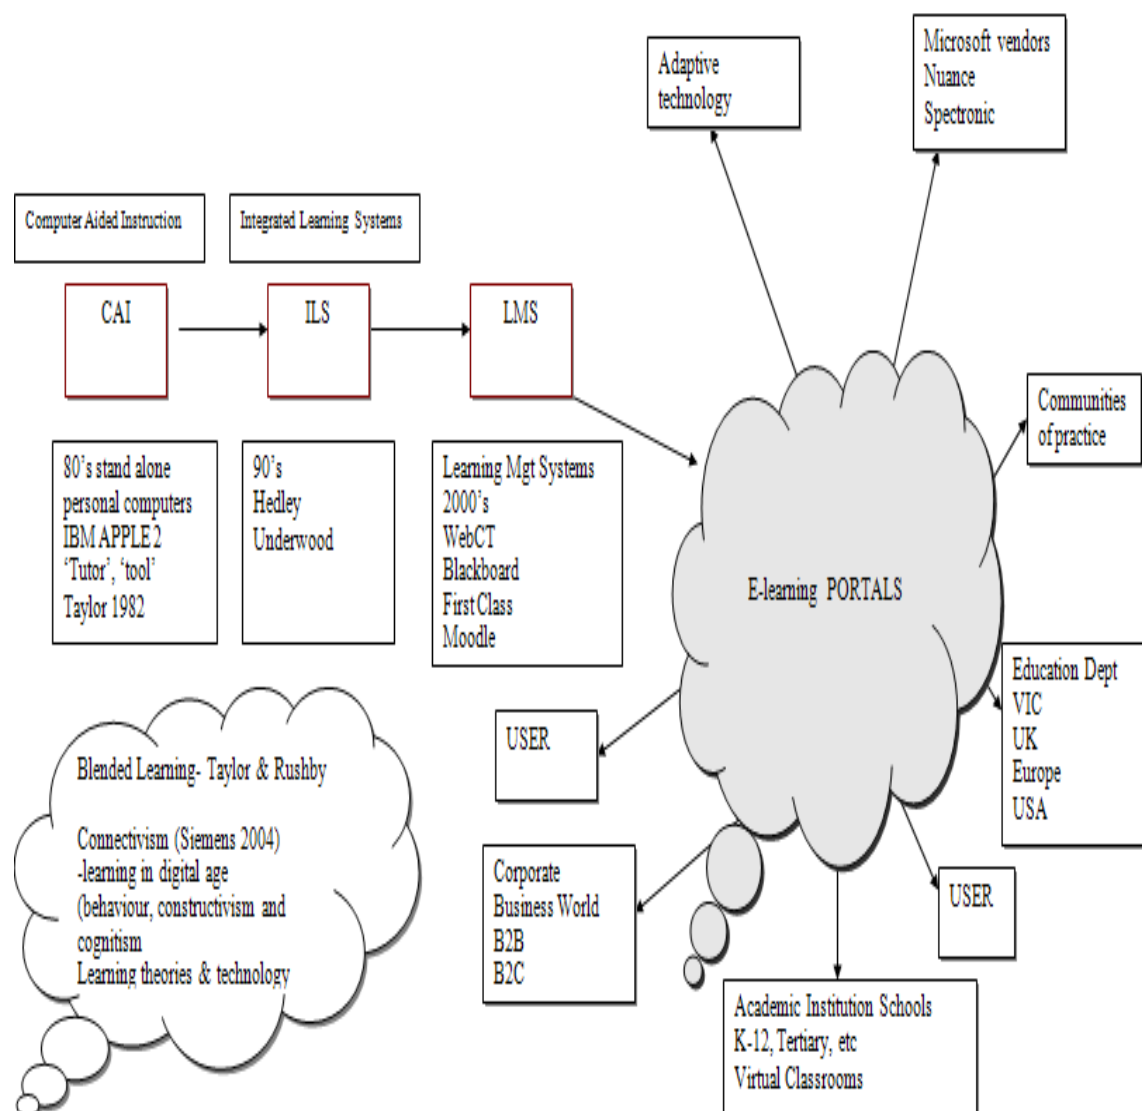 Adaptive
technology
Microsoft vendors
Nuance
Spectronic
Computer Aided Instruction
Integrated Learning Systems
CAI
ILS
LMS
Communities
of practice
80's stand alone
personal computers
IBM APPLE 2
‘Tutor’, ‘tool’
Taylor 1982
90's
Hedley
Underwood
Learning Mgt Systems
2000's
WebCT
Blackboard
First Class
Moodle
E-learning PORTALS
Education Dept
VIC
UK
Europe
USA
USER
Blended Learning- Taylor & Rushby
Connectivism (Siemens 2004)
-learning in digital age
(behaviour, constructivism and
cognitism
Learning theories & technology
Corporate
Business World
B2B
B2C
USER
Academic Institution Schools
K-12, Tertiary, etc
Virtual Classrooms